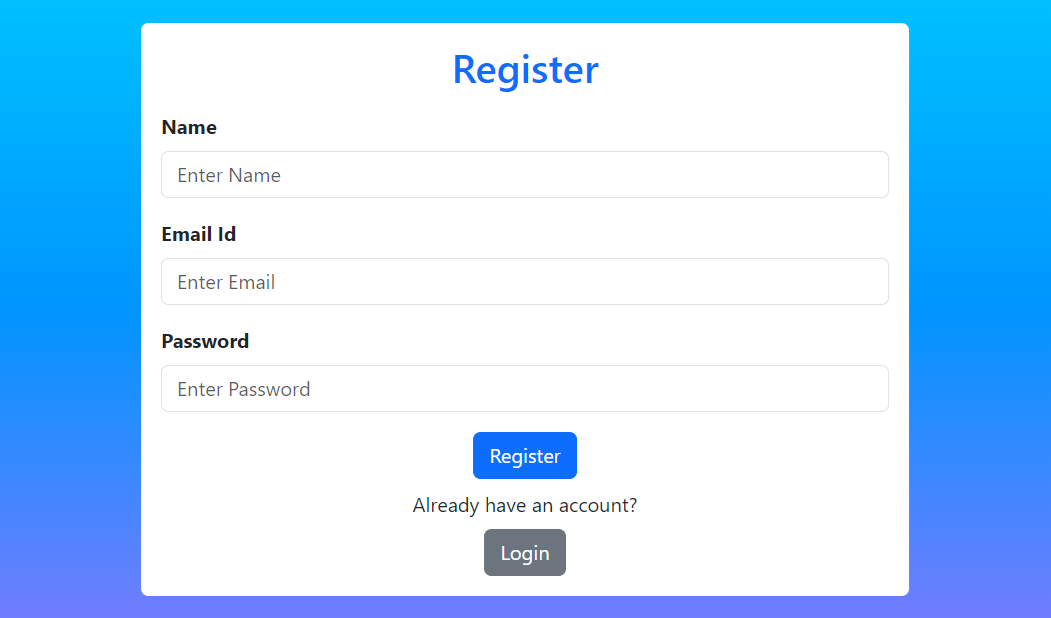 Register
Name
Enter Name
Email Id
Enter Email
Password
Enter Password
Register
Already have an account?
Login